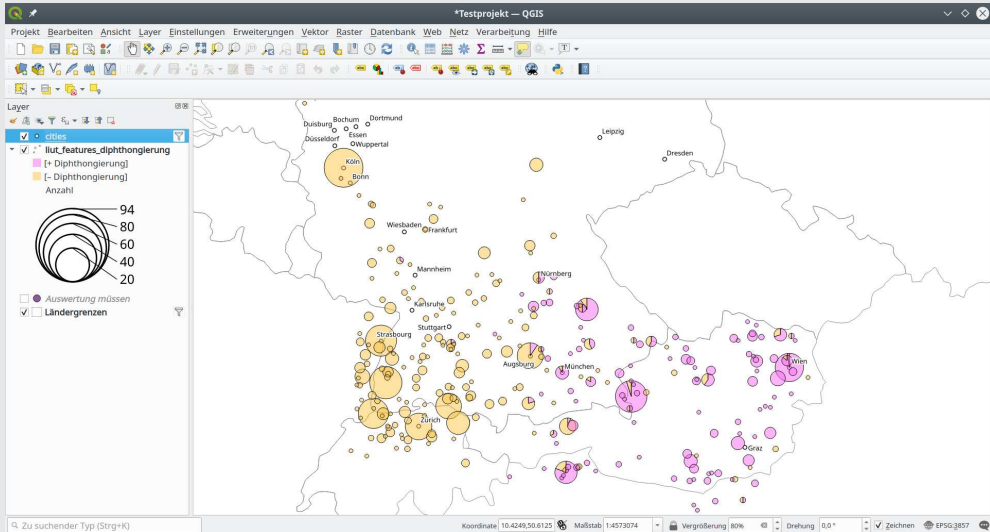 *Testprojekt — QGIS
Projekt Bearbeiten Ansicht Layer Einstellungen Erweiterungen Vektor Raster Datenbank Web Netz Verarbeitung Hilfe
Layer
cities
liut_features_diphthongierung
[+ Diphthongierung]
[– Diphthongierung]
Anzahl
94
80
60
40
20
Auswertung müssen
Ländergrenzen
Duisburg
Bochum
Dortmund
Düsseldorf
Essen
Wuppertal
Köln
Bonn
Leipzig
Dresden
Wiesbaden
Frankfurt
Mannheim
Nürnberg
Karlsruhe
Stuttgart
Strasbourg
Augsburg
München
Wien
Zürich
Graz
Zu suchender Typ (Strg+K)
Koordinate 10.4249,50.6125 Maßstab 1:4573074 Vergrößerung 80% Drehung 0,0 ° Zeichnen EPSG:3857